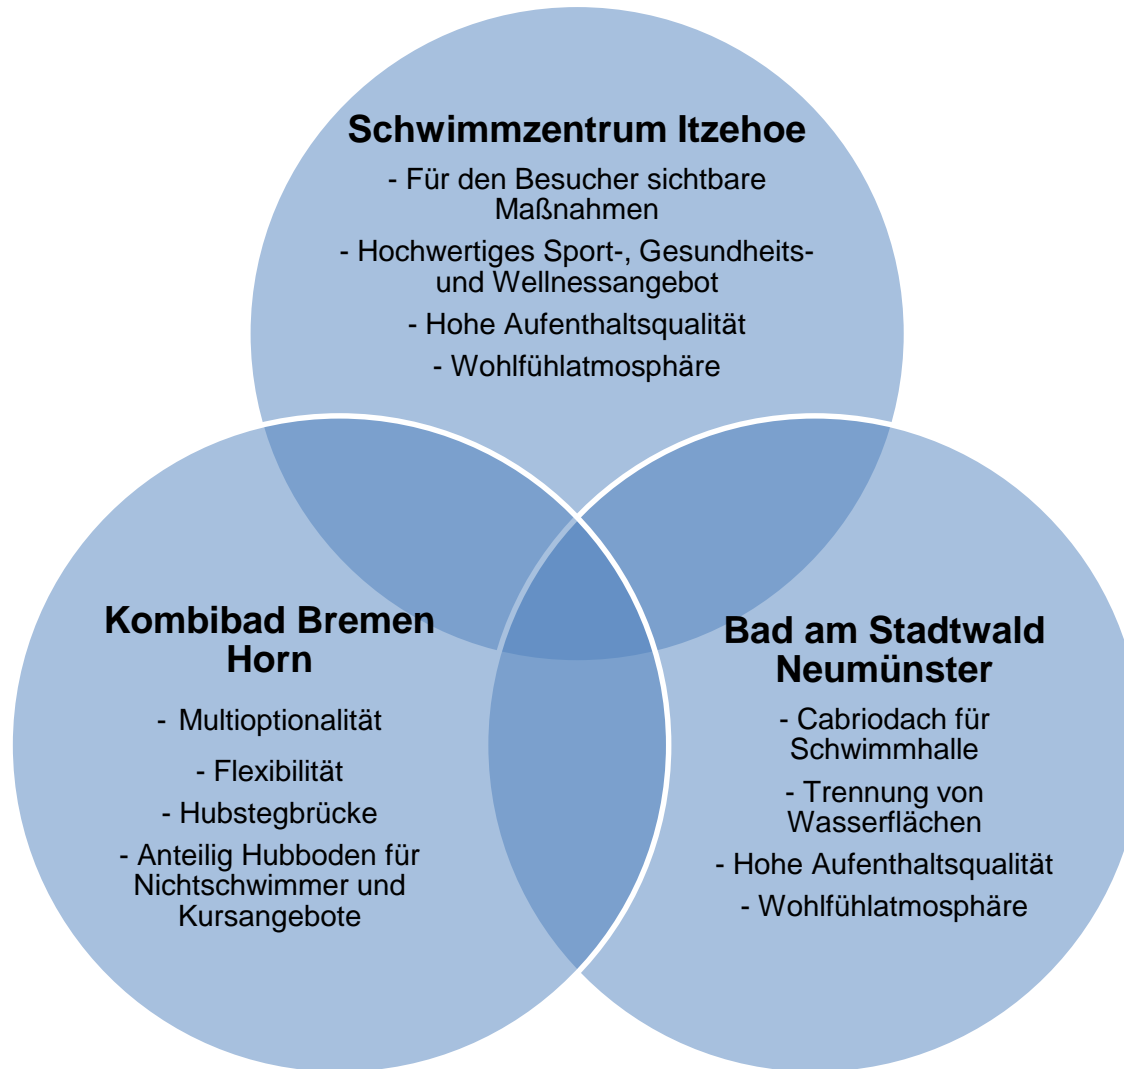 Schwimmzentrum Itzehoe
- Für den Besucher sichtbare
Maßnahmen
- Hochwertiges Sport-, Gesundheits-
und Wellnessangebot
- Hohe Aufenthaltsqualität
- Wohlfühlatmosphäre
Kombibad Bremen
Horn
- Multioptionalität
- Flexibilität
- Hubstegbrücke
- Anteilig Hubboden für
Nichtschwimmer und
Kursangebote
Bad am Stadtwald
Neumünster
- Cabriodach für
Schwimmhalle
- Trennung von
Wasserflächen
- Hohe Aufenthaltsqualität
- Wohlfühlatmosphäre